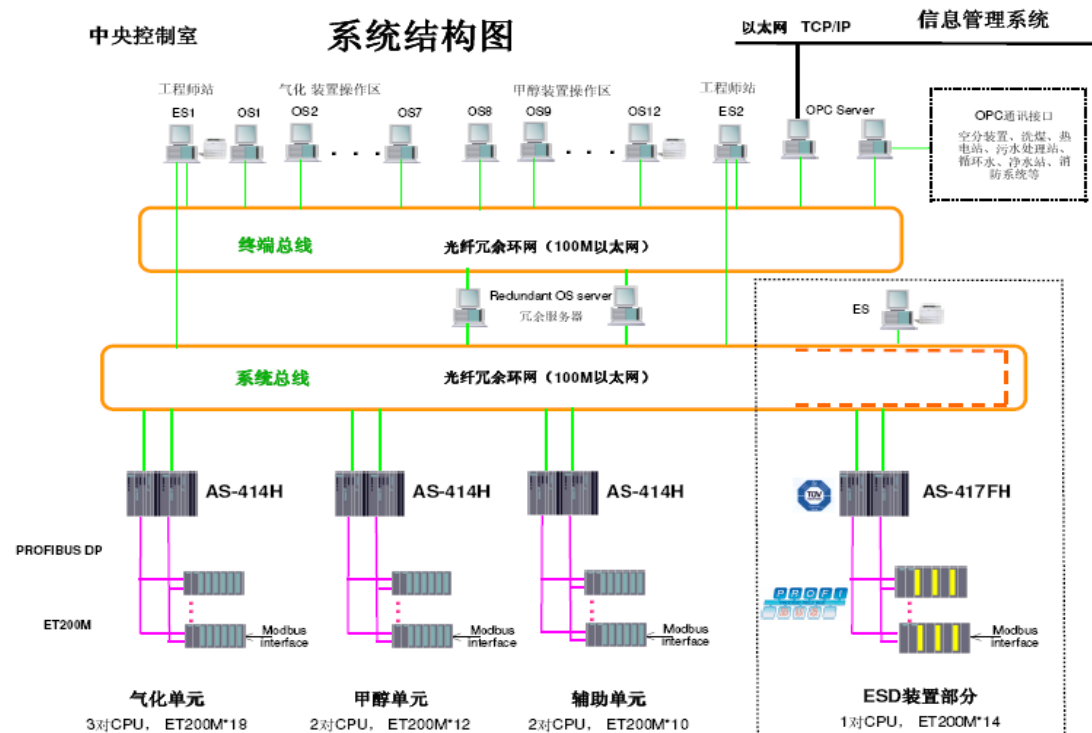 中央控制室
系统结构图
以太网 TCP/IP
信息管理系统
工程师站
气化 装置操作区
甲醇装置操作区
工程师站
ES1
OS1
OS2
OS7
OS8
OS9
OS12
ES2
OPC Server
OPC通讯接口
空分装置、洗煤、热
电站、污水处理站、
循环水、净水站、消
防系统等
终端总线
光纤冗余环网（100M以太网）
Redundant OS server
冗余服务器
ES
系统总线
光纤冗余环网（100M以太网）
AS-414H
AS-414H
AS-414H
TÜV
AS-417FH
PROFIBUS DP
PROFI
ET200M
Modbus
interface
Modbus
interface
Modbus
interface
Modbus
interface
气化单元
甲醇单元
辅助单元
ESD装置部分
3对CPU， ET200M*18
2对CPU， ET200M*12
2对CPU， ET200M*10
1对CPU， ET200M*14